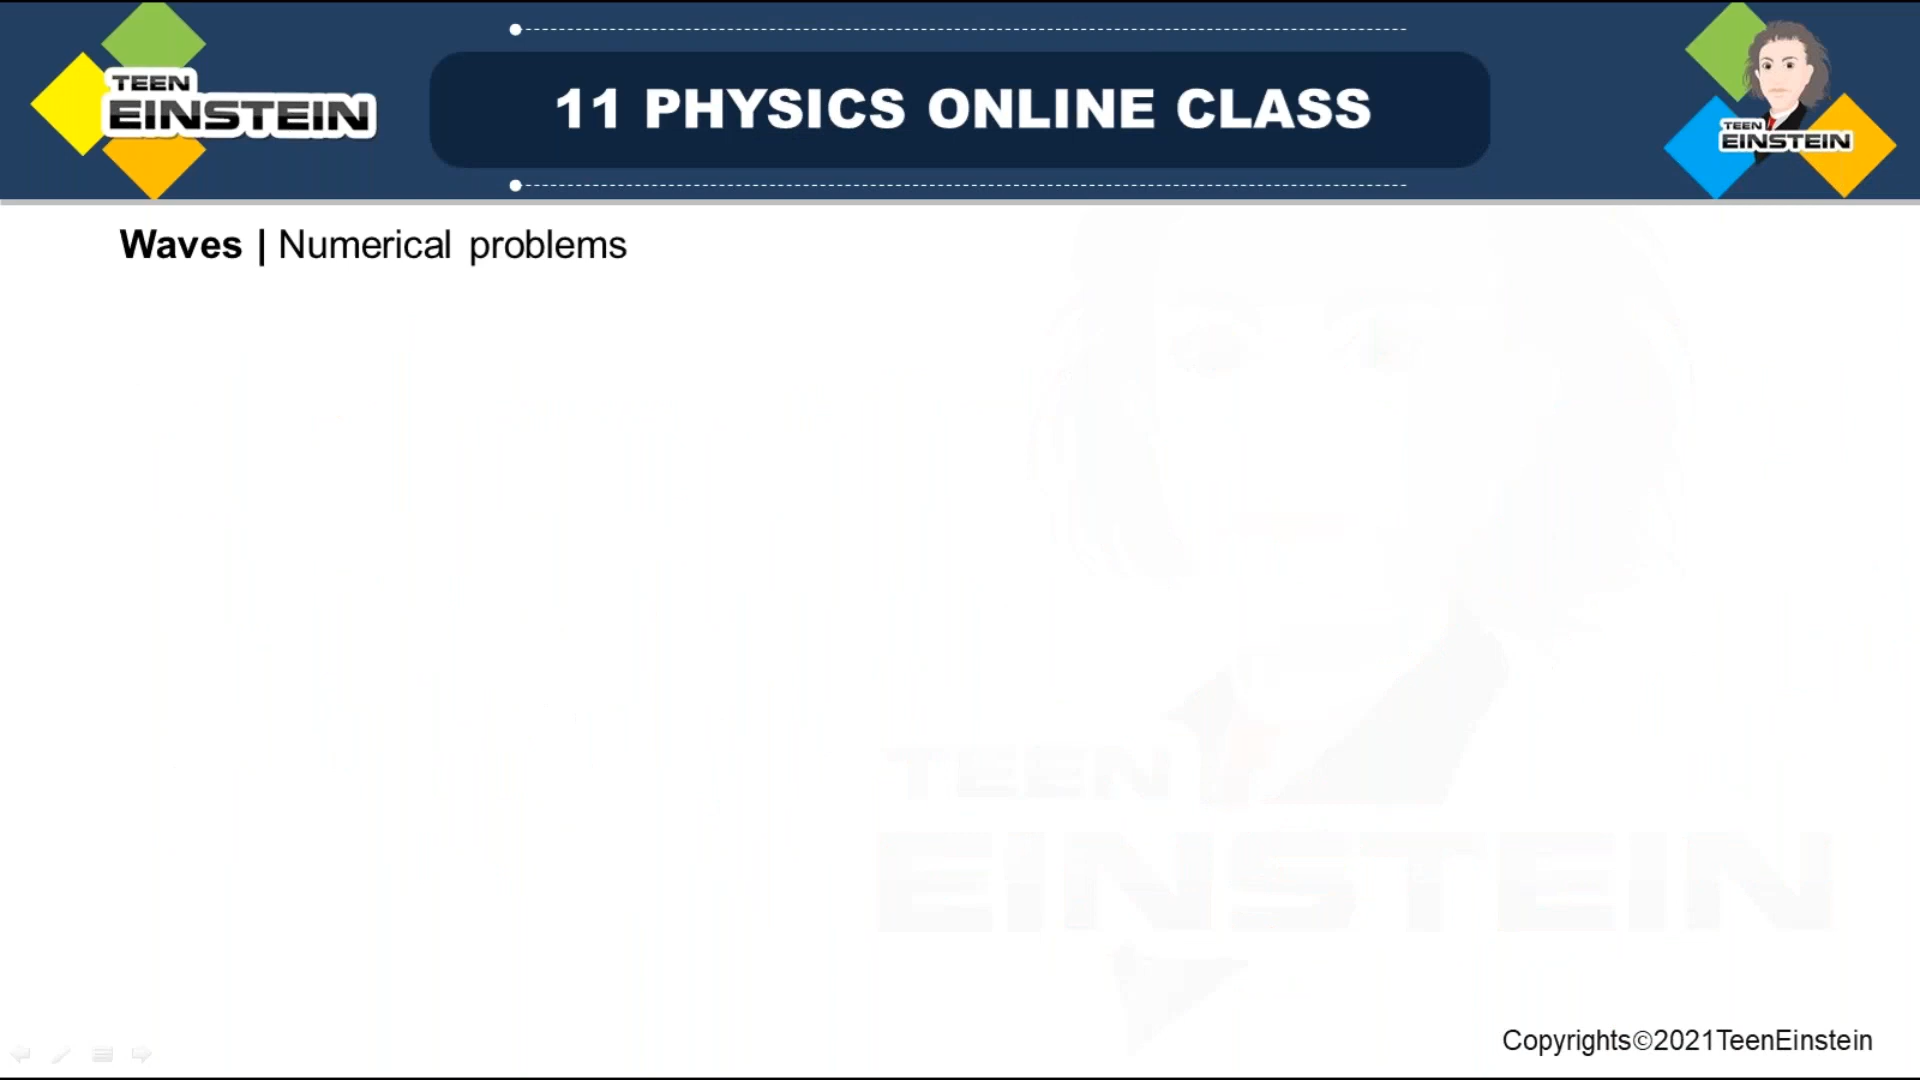 TEEN
EINSTEIN
11 PHYSICS ONLINE CLASS
TEEN
EINSTEIN
Waves | Numerical problems
TEEN
EINSTEIN
Copyrights©2021TeenEinstein